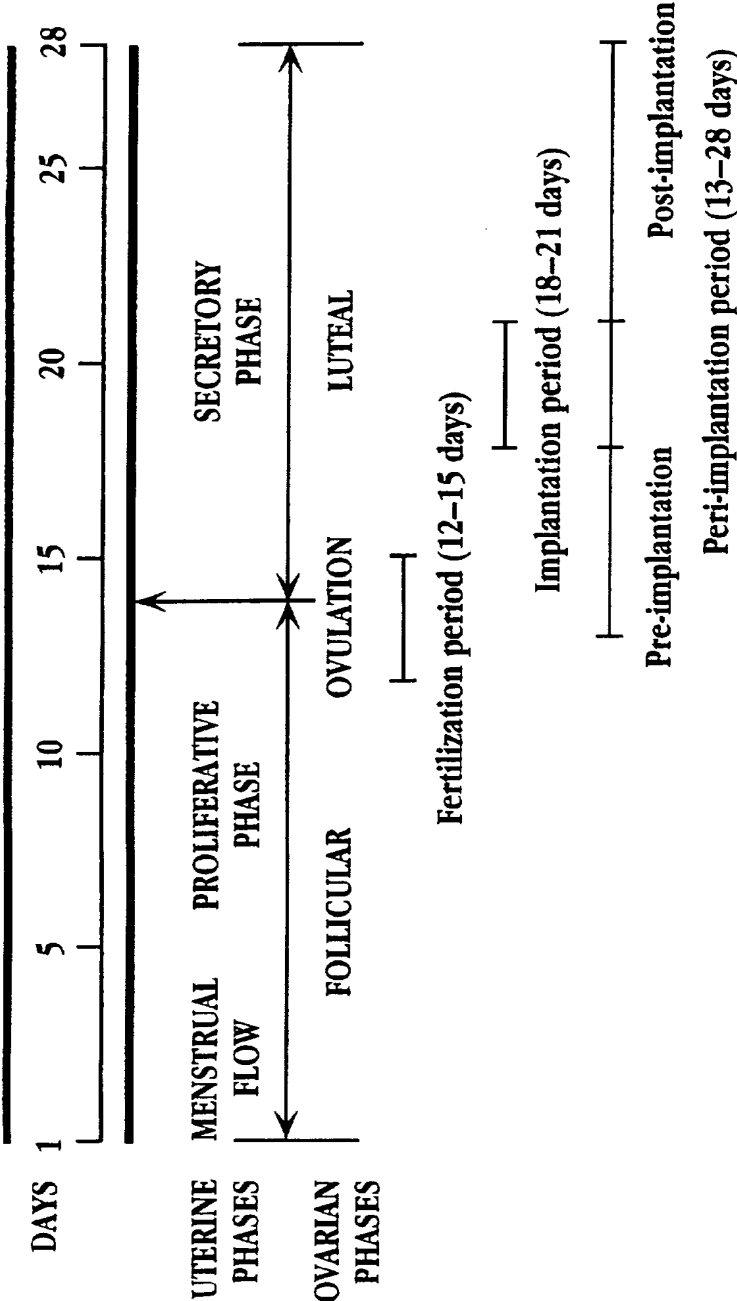 DAYS
1 5 10 15 20 25 28
UTERINE
PHASES
MENSTRUAL
FLOW
PROLIFERATIVE
PHASE
SECRETORY
PHASE
OVARIAN
PHASES
FOLLICULAR
OVULATION
LUTEAL
Fertilization period (12–15 days)
Implantation period (18–21 days)
Pre-implantation
Post-implantation
Peri-implantation period (13–28 days)